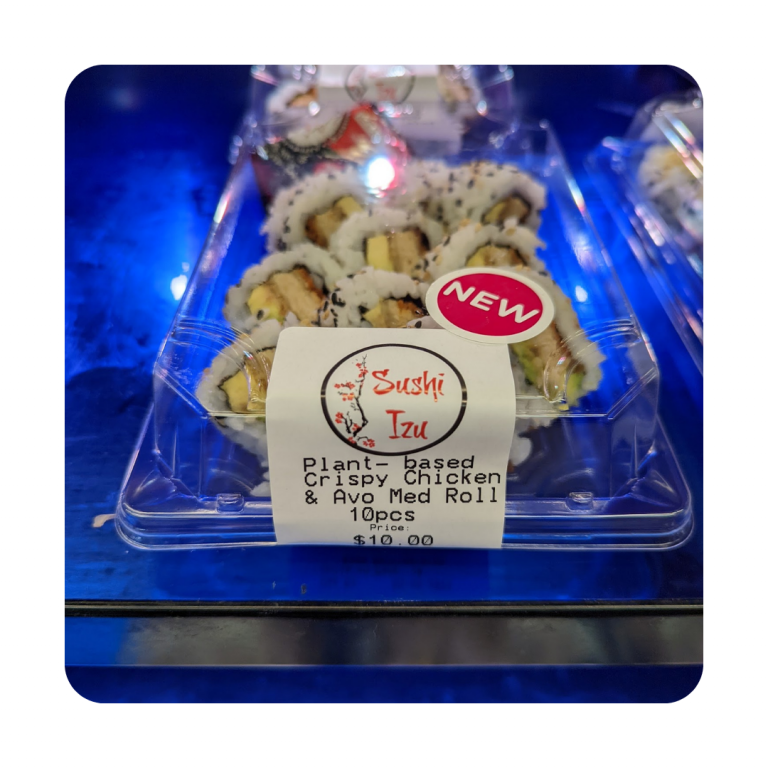 NEW
Sushi
Izu
Plant- based
Crispy Chicken
& Avo Med Roll
10pcs
Price:
$10.00